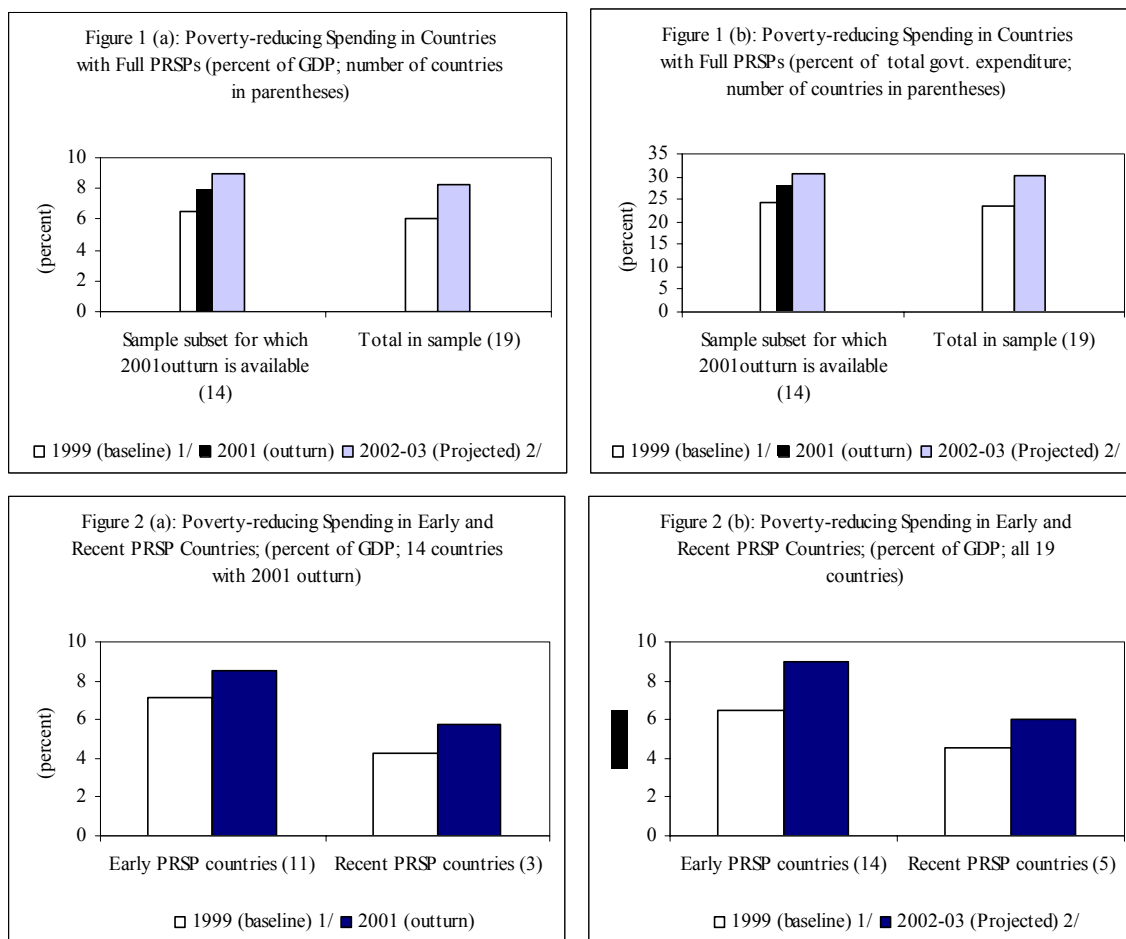 Figure 1 (a): Poverty-reducing Spending in Countries
with Full PRSPs (percent of GDP; number of countries
in parentheses)
10
8
6
4
2
0
(percent)
Sample subset for which
2001outturn is available
(14)
Total in sample (19)
1999 (baseline) 1/ 2001 (outturn) 2002-03 (Projected) 2/
Figure 1 (b): Poverty-reducing Spending in Countries
with Full PRSPs (percent of total govt. expenditure;
number of countries in parentheses)
35
30
25
20
15
10
5
0
(percent)
Sample subset for which
2001outturn is available
(14)
Total in sample (19)
1999 (baseline) 1/ 2001 (outturn) 2002-03 (Projected) 2/
Figure 2 (a): Poverty-reducing Spending in Early and
Recent PRSP Countries; (percent of GDP; 14 countries
with 2001 outturn)
10
8
6
4
2
0
(percent)
Early PRSP countries (11)
Recent PRSP countries (3)
1999 (baseline) 1/ 2001 (outturn)
Figure 2 (b): Poverty-reducing Spending in Early and
Recent PRSP Countries; (percent of GDP; all 19
countries)
10
8
6
4
2
0
Early PRSP countries (14)
Recent PRSP countries (5)
1999 (baseline) 1/ 2002-03 (Projected) 2/